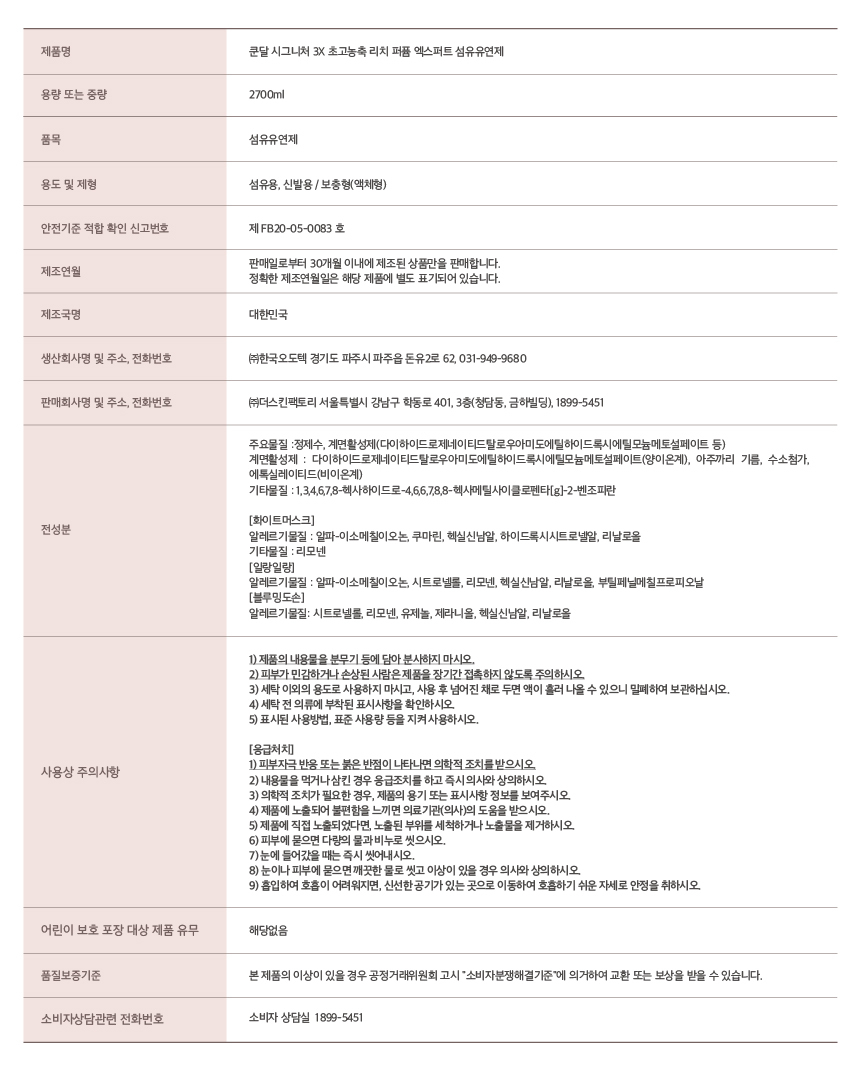 제품명
쿤달 시그니처 3X 초고농축 리치 퍼퓸 엑스퍼트 섬유유연제
용량 또는 중량
2700ml
품목
섬유유연제
용도 및 제형
섬유용, 신발용 / 보충형(액체형)
안전기준 적합 확인 신고번호
제 FB20-05-0083 호
제조연월
판매일로부터 30개월 이내에 제조된 상품만을 판매합니다.
정확한 제조연월일은 해당 제품에 별도 표기되어 있습니다.
제조국명
대한민국
생산회사명 및 주소, 전화번호
㈜한국오도텍 경기도 파주시 파주읍 돈유2로 62, 031-949-9680
판매회사명 및 주소, 전화번호
㈜더스킨팩토리 서울특별시 강남구 학동로 401, 3층(청담동, 금하빌딩), 1899-5451
전성분
주요물질 :정제수, 계면활성제(다이하이드로제네이티드탈로우아미도에틸하이드록시에틸모늄메토설페이트 등)
계면활성제 : 다이하이드로제네이티드탈로우아미도에틸하이드록시에틸모늄메토설페이트(양이온계), 아주까리 기름, 수소첨가,
에톡실레이티드(비이온계)
기타물질 : 1,3,4,6,7,8-헥사하이드로-4,6,6,7,8,8-헥사메틸사이클로펜타[g]-2-벤조피란
[화이트머스크]
알레르기물질 : 알파-이소메칠이오논, 쿠마린, 헥실신남알, 하이드록시시트로넬알, 리날로올
기타물질 : 리모넨
[일랑일랑]
알레르기물질 : 알파-이소메칠이오논, 시트로넬롤, 리모넨, 헥실신남알, 리날로올, 부틸페닐메칠프로피오날
[블루밍도손]
알레르기물질: 시트로넬롤, 리모넨, 유제놀, 제라니올, 헥실신남알, 리날로올
사용상 주의사항
1) 제품의 내용물을 분무기 등에 담아 분사하지 마시오.
2) 피부가 민감하거나 손상된 사람은 제품을 장기간 접촉하지 않도록 주의하시오.
3) 세탁 이외의 용도로 사용하지 마시고, 사용 후 넘어진 채로 두면 액이 흘러 나올 수 있으니 밀폐하여 보관하십시오.
4) 세탁 전 의류에 부착된 표시사항을 확인하시오.
5) 표시된 사용방법, 표준 사용량 등을 지켜 사용하시오.
[응급처치]
1) 피부자극 반응 또는 붉은 반점이 나타나면 의학적 조치를 받으시오.
2) 내용물을 먹거나 삼킨 경우 응급조치를 하고 즉시 의사와 상의하시오.
3) 의학적 조치가 필요한 경우, 제품의 용기 또는 표시사항 정보를 보여주시오.
4) 제품에 노출되어 불편함을 느끼면 의료기관(의사)의 도움을 받으시오.
5) 제품에 직접 노출되었다면, 노출된 부위를 세척하거나 노출물을 제거하시오.
6) 피부에 묻으면 다량의 물과 비누로 씻으시오.
7) 눈에 들어갔을 때는 즉시 씻어내시오.
8) 눈이나 피부에 묻으면 깨끗한 물로 씻고 이상이 있을 경우 의사와 상의하시오.
9) 흡입하여 호흡이 어려워지면, 신선한 공기가 있는 곳으로 이동하여 호흡하기 쉬운 자세로 안정을 취하시오.
어린이 보호 포장 대상 제품 유무
해당없음
품질보증기준
본 제품의 이상이 있을 경우 공정거래위원회 고시 "소비자분쟁해결기준"에 의거하여 교환 또는 보상을 받을 수 있습니다.
소비자상담관련 전화번호
소비자 상담실 1899-5451